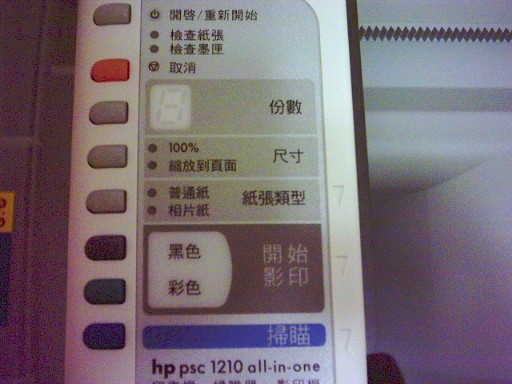 開啓/重新開始
檢查紙張
檢查墨匣
取消
份數
100%
縮放到頁面
尺寸
普通紙
相片紙
紙張類型
黑色
彩色
開始
影印
掃瞄
hp psc 1210 all-in-one